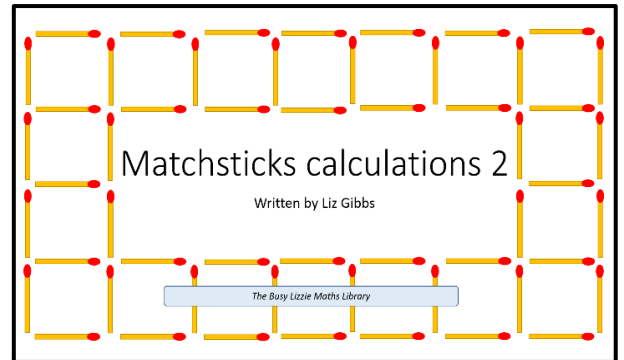 Matchsticks calculations 2
Written by Liz Gibbs
The Busy Lizzie Maths Library